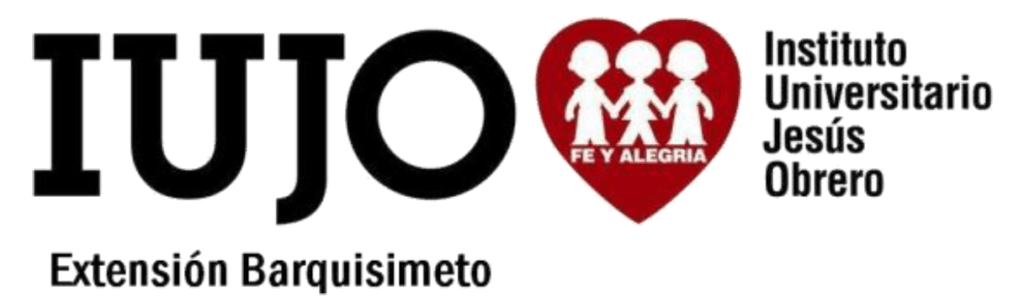 IUJO
FE Y ALEGRIA
Instituto
Universitario
Jesús
Obrero
Extensión Barquisimeto